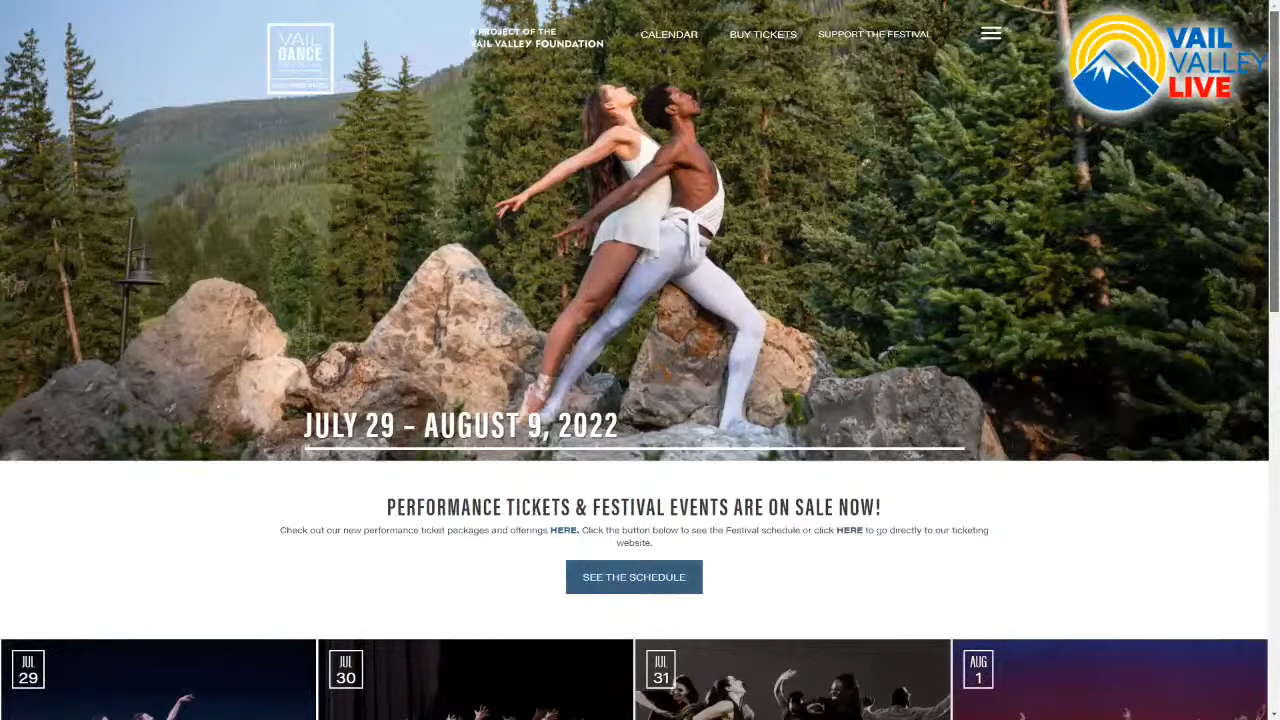 VAIL
DANCE
A PROJECT OF THE
VAIL VALLEY FOUNDATION
CALENDAR
BUY TICKETS
SUPPORT THE FESTIVAL
VAIL
VALLEY
LIVE
JULY 29 – AUGUST 9, 2022
PERFORMANCE TICKETS & FESTIVAL EVENTS ARE ON SALE NOW!
Check out our new performance ticket packages and offerings HERE. Click the button below to see the Festival schedule or click HERE to go directly to our ticketing
website.
SEE THE SCHEDULE
JUL
29
JUL
30
JUL
31
AUG
1